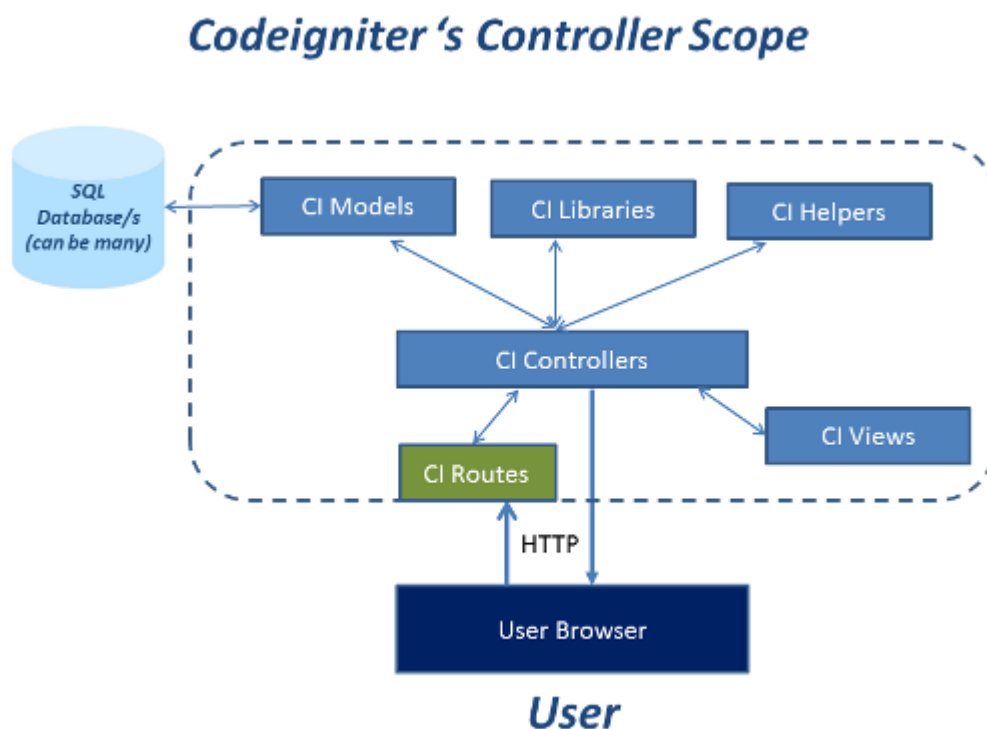 Codeigniter ‘s Controller Scope
SQL
Database/s
(can be many)
CI Models
CI Libraries
CI Helpers
CI Controllers
CI Views
CI Routes
HTTP
User Browser
User